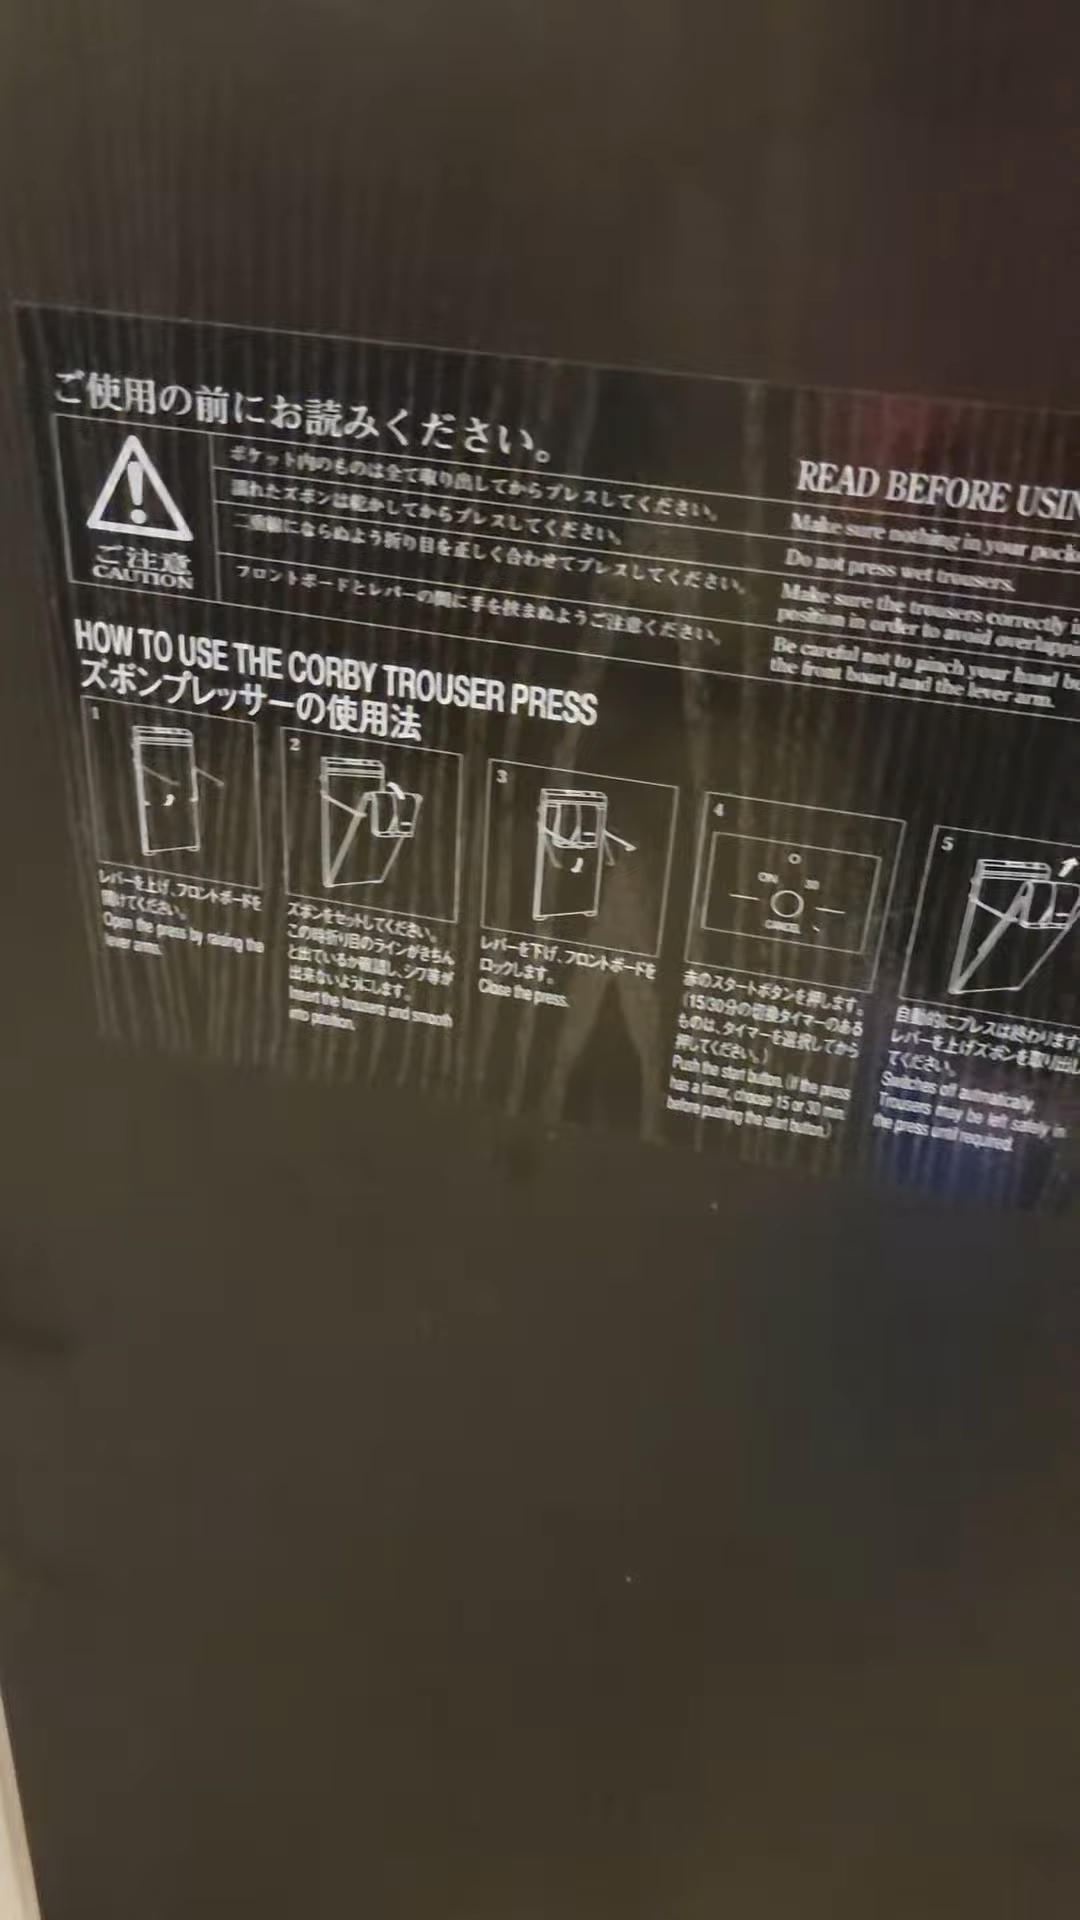 ご使用の前にお読みください。
ご注意
CAUTION
ポケット内のものは全て取り出してからプレスしてください。
濡れたズボンは乾かしてからプレスしてください。
二重線にならぬよう折り目を正しく合わせてプレスしてください。
フロントボードとレバーの間に手を挟まぬようご注意ください。
READ BEFORE USIN
Make sure nothing in your pocke
Do not press wet trousers.
Make sure the trousers correctly in
position in order to avoid overlappi
Be careful not to pinch your hand be
the front board and the lever arm.
HOW TO USE THE CORBY TROUSER PRESS
ズボンプレッサーの使用法
1
レバーを上げ、フロントボードを
開けてください。
Open the press by raising the
lever arms.
2
ズボンをセットしてください。
この時折り目のラインがきちん
と出ているか確認し、シワ等が
出来ないようにします。
Insert the trousers and smooth
into position.
3
レバーを下げ、フロントボードを
ロックします。
Close the press.
4
ON
30
CANCEL
赤のスタートボタンを押します。
(15/30分の切換タイマーのある
ものは、タイマーを選択してから
押してください。)
Push the start button. (If the press
has a timer, choose 15 or 30 min.
before pushing the start button.)
5
自動的にプレスは終わります
レバーを上げズボンを取り出し
てください。
Switches off automatically.
Trousers may be left safely in
the press until required.